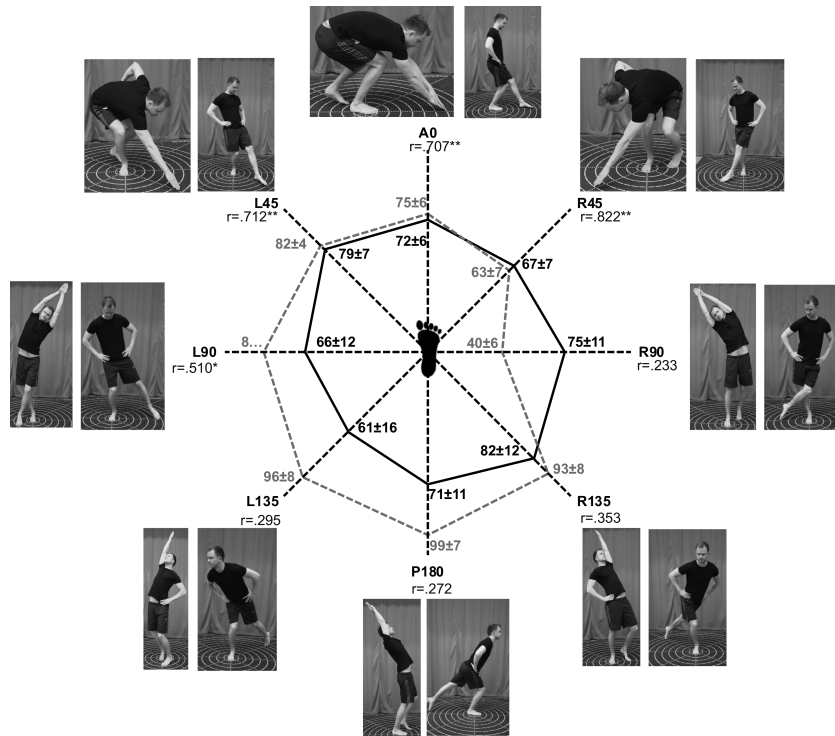 A0
r=.707**
L45
r=.712**
R45
r=.822**
75±6
72±6
82±4
79±7
63±7
67±7
L90
r=.510*
8...
66±12
40±6
75±11
R90
r=.233
61±16
82±12
96±8
93±8
L135
r=.295
71±11
R135
r=.353
99±7
P180
r=.272